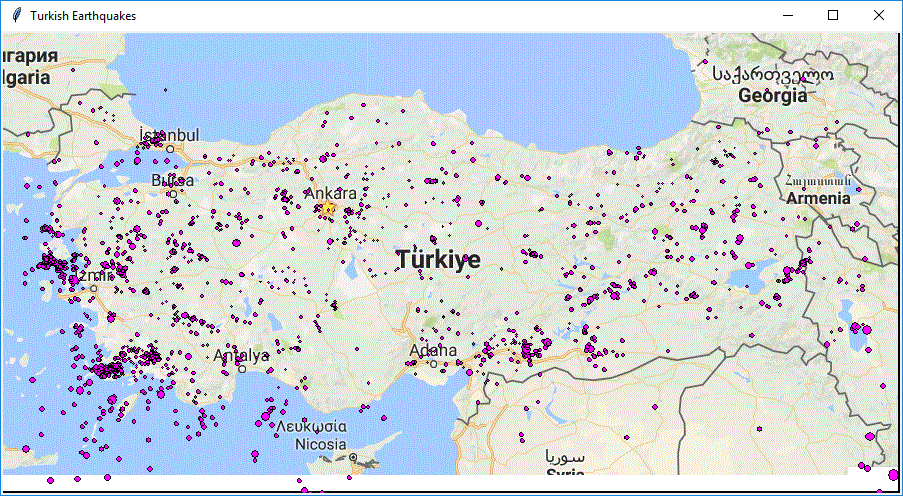 Turkish Earthquakes
гария
lgaria
საქართველო
Georgia
İstanbul
Bursa
Հայաստան
Armenia
Ankara
Türkiye
İzmir
Antalya
Adana
Λευκωσία
Nicosia
سوريا
Syria